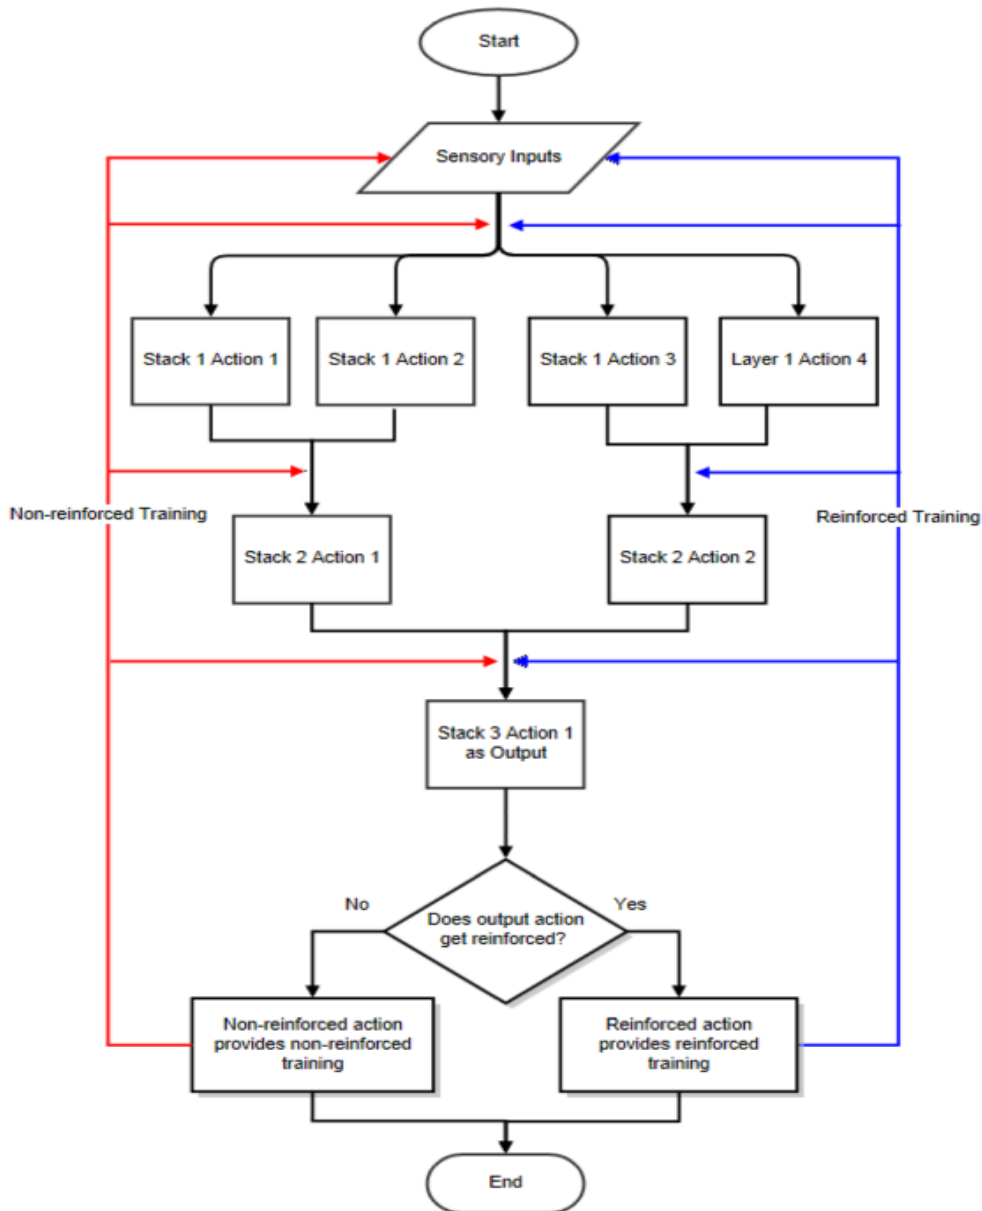 Start
Sensory Inputs
Stack 1 Action 1
Stack 1 Action 2
Stack 1 Action 3
Layer 1 Action 4
Non-reinforced Training
Reinforced Training
Stack 2 Action 1
Stack 2 Action 2
Stack 3 Action 1
as Output
No
Yes
Does output action
get reinforced?
Non-reinforced action
provides non-reinforced
training
Reinforced action
provides reinforced
training
End